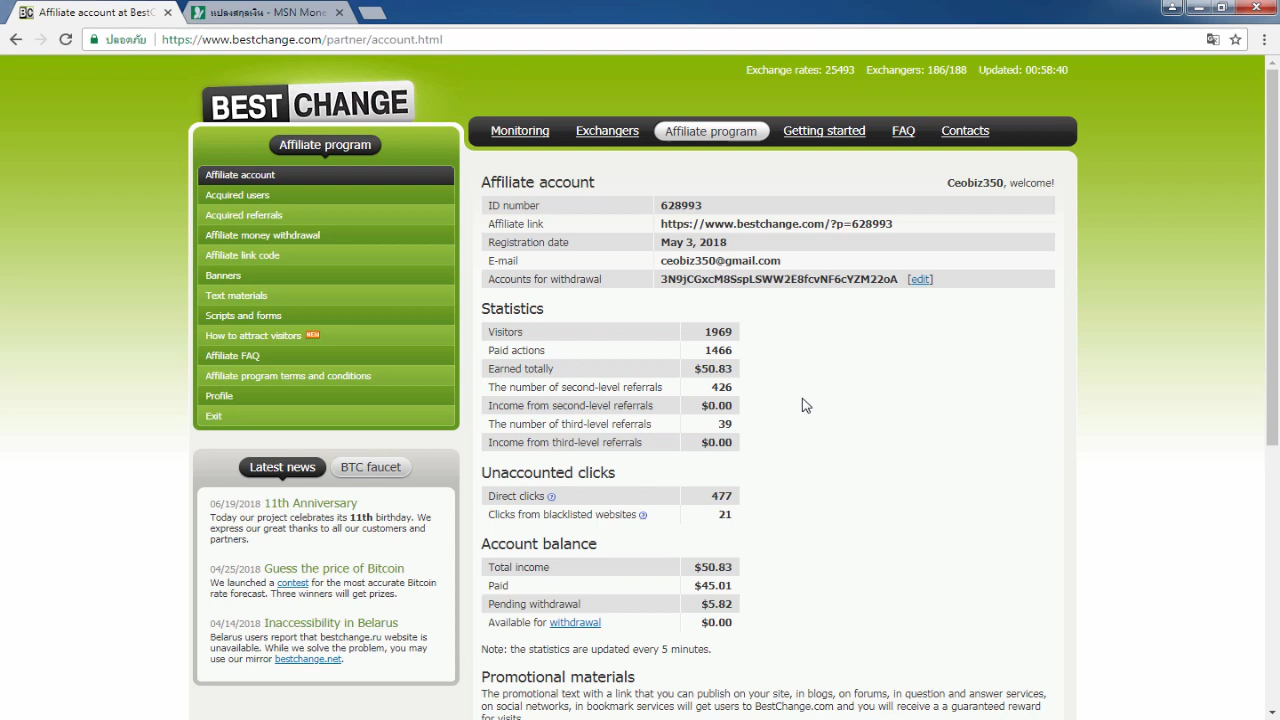 Affiliate account at BestC
แปลงสกุลเงิน - MSN Mone
ปลอดภัย https://www.bestchange.com/partner/account.html
Exchange rates: 25493 Exchangers: 186/188 Updated: 00:58:40
BEST CHANGE
Monitoring Exchangers Affiliate program Getting started FAQ Contacts
Affiliate program
Affiliate account
Acquired users
Acquired referrals
Affiliate money withdrawal
Affiliate link code
Banners
Text materials
Scripts and forms
How to attract visitors NEW
Affiliate FAQ
Affiliate program terms and conditions
Profile
Exit
Latest news BTC faucet
06/19/2018 11th Anniversary
Today our project celebrates its 11th birthday. We
express our great thanks to all our customers and
partners.
04/25/2018 Guess the price of Bitcoin
We launched a contest for the most accurate Bitcoin
rate forecast. Three winners will get prizes.
04/14/2018 Inaccessibility in Belarus
Belarus users report that bestchange.ru website is
unavailable. While we solve the problem, you may
use our mirror bestchange.net.
Affiliate account Ceobiz350, welcome!
ID number 628993
Affiliate link https://www.bestchange.com/?p=628993
Registration date May 3, 2018
E-mail ceobiz350@gmail.com
Accounts for withdrawal 3N9jCGxcM8SspLSWW2E8fcvNF6cYZM22oA [edit]
Statistics
Visitors 1969
Paid actions 1466
Earned totally $50.83
The number of second-level referrals 426
Income from second-level referrals $0.00
The number of third-level referrals 39
Income from third-level referrals $0.00
Unaccounted clicks
Direct clicks 477
Clicks from blacklisted websites 21
Account balance
Total income $50.83
Paid $45.01
Pending withdrawal $5.82
Available for withdrawal $0.00
Note: the statistics are updated every 5 minutes.
Promotional materials
The promotional text with a link that you can publish on your site, in blogs, on forums, in question and answer services,
on social networks, in bookmark services will get users to BestChange.com and you will receive a a guaranteed reward
for visits.